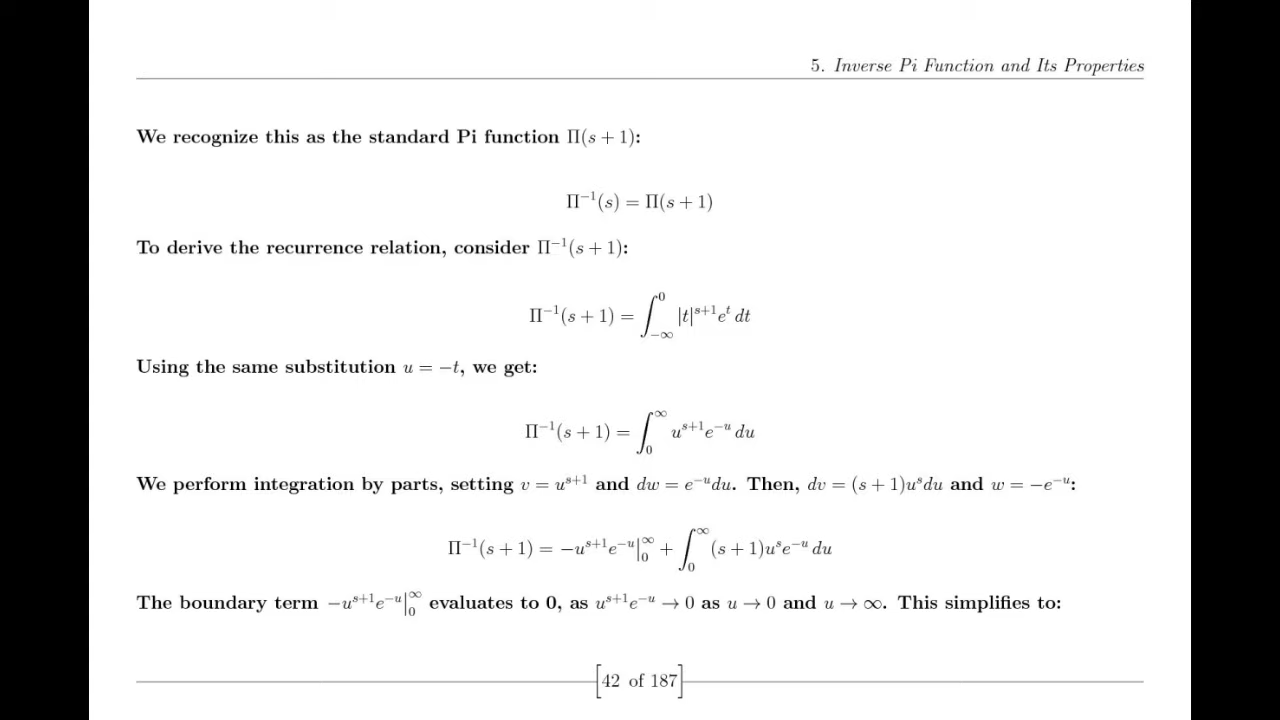 5. Inverse Pi Function and Its Properties
We recognize this as the standard Pi function Π(s + 1):
Π⁻¹(s) = Π(s + 1)
To derive the recurrence relation, consider Π⁻¹(s + 1):
Π⁻¹(s + 1) = ∫_{−∞}^{0} |t|^{s+1} e^{t} dt
Using the same substitution u = −t, we get:
Π⁻¹(s + 1) = ∫_{0}^{∞} u^{s+1} e^{−u} du
We perform integration by parts, setting v = u^{s+1} and dw = e^{−u}du. Then, dv = (s + 1)u^{s}du and w = −e^{−u}:
Π⁻¹(s + 1) = −u^{s+1}e^{−u}|_{0}^{∞} + ∫_{0}^{∞} (s + 1)u^{s}e^{−u} du
The boundary term −u^{s+1}e^{−u}|_{0}^{∞} evaluates to 0, as u^{s+1}e^{−u} → 0 as u → 0 and u → ∞. This simplifies to:
[42 of 187]